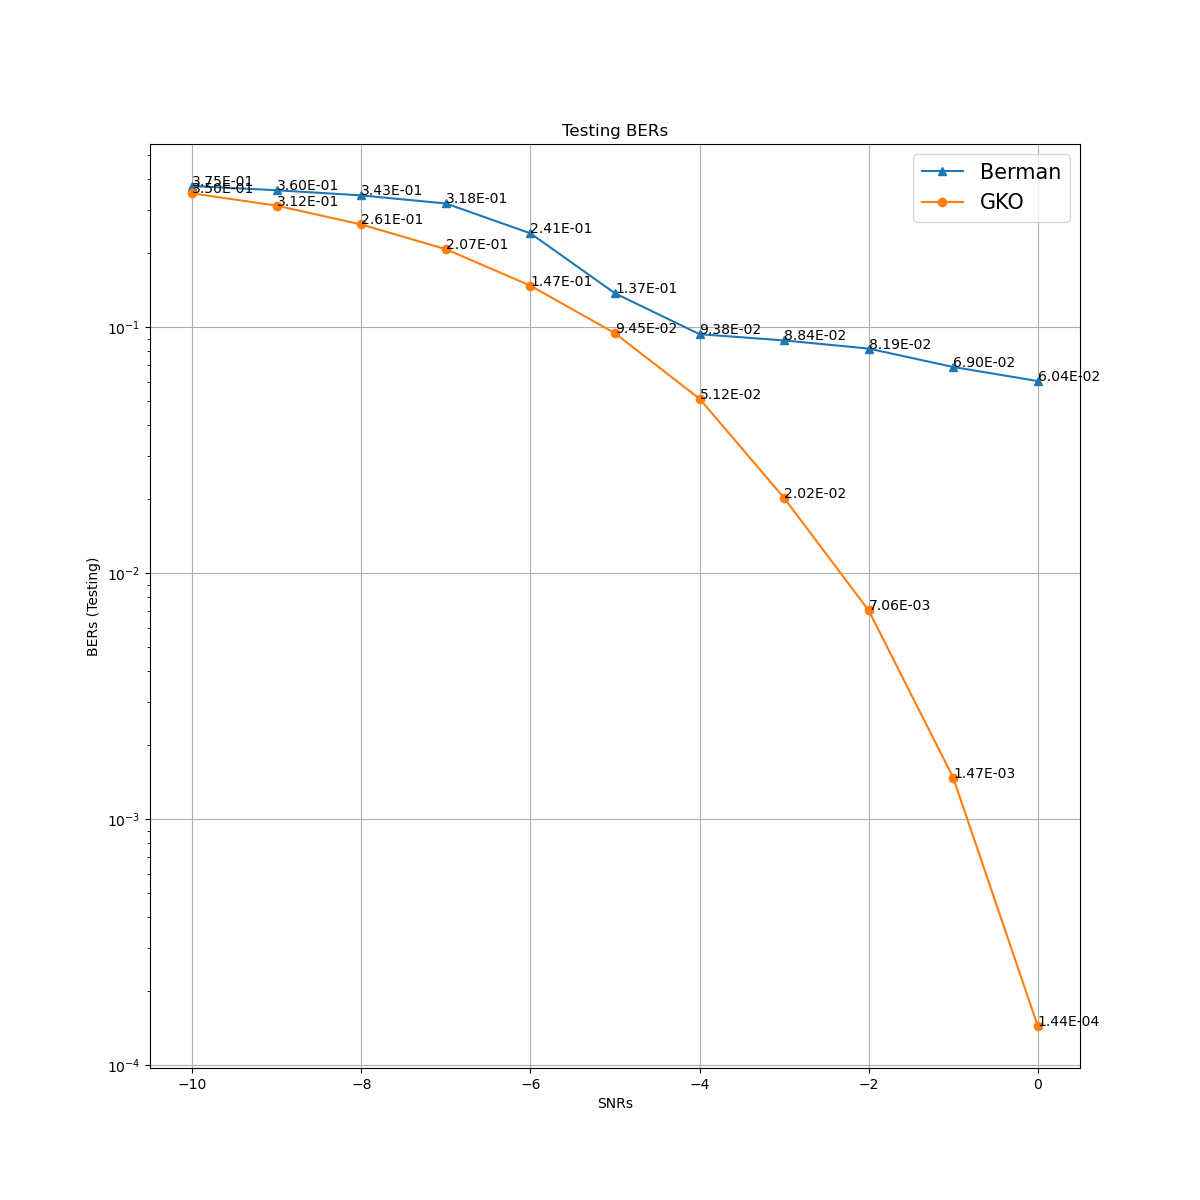 Testing BERs
Berman
GKO
3.75E-01
3.60E-01
3.43E-01
3.18E-01
2.41E-01
1.37E-01
9.38E-02
8.84E-02
8.19E-02
6.90E-02
6.04E-02
3.50E-01
3.12E-01
2.61E-01
2.07E-01
1.47E-01
9.45E-02
5.12E-02
2.02E-02
7.06E-03
1.47E-03
1.44E-04
10⁻¹
10⁻²
10⁻³
10⁻⁴
BERs (Testing)
−10 −8 −6 −4 −2 0
SNRs